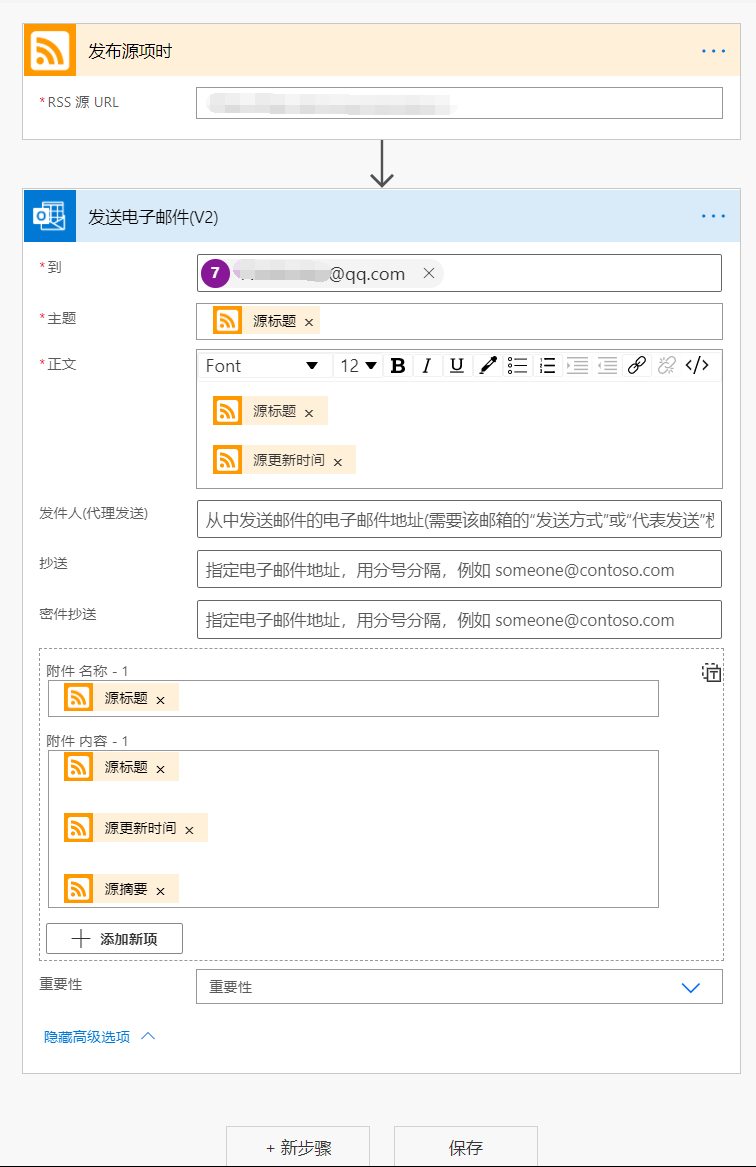 发布源项时
*RSS 源 URL
发送电子邮件(V2)
*到
7 @qq.com
*主题
源标题
*正文
Font 12 B I U </>
源标题
源更新时间
发件人(代理发送)
从中发送邮件的电子邮件地址(需要该邮箱的“发送方式”或“代表发送”
抄送
指定电子邮件地址，用分号分隔，例如 someone@contoso.com
密件抄送
指定电子邮件地址，用分号分隔，例如 someone@contoso.com
附件 名称 - 1
源标题
附件 内容 - 1
源标题
源更新时间
源摘要
添加新项
重要性
重要性
隐藏高级选项
+ 新步骤
保存